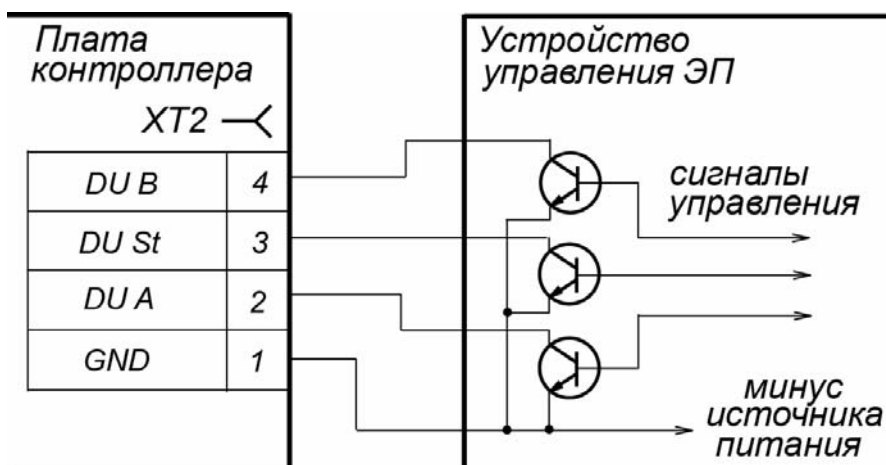 Плата
контроллера
XT2
DU B 4
DU St 3
DU A 2
GND 1
Устройство
управления ЭП
сигналы
управления
минус
источника
питания